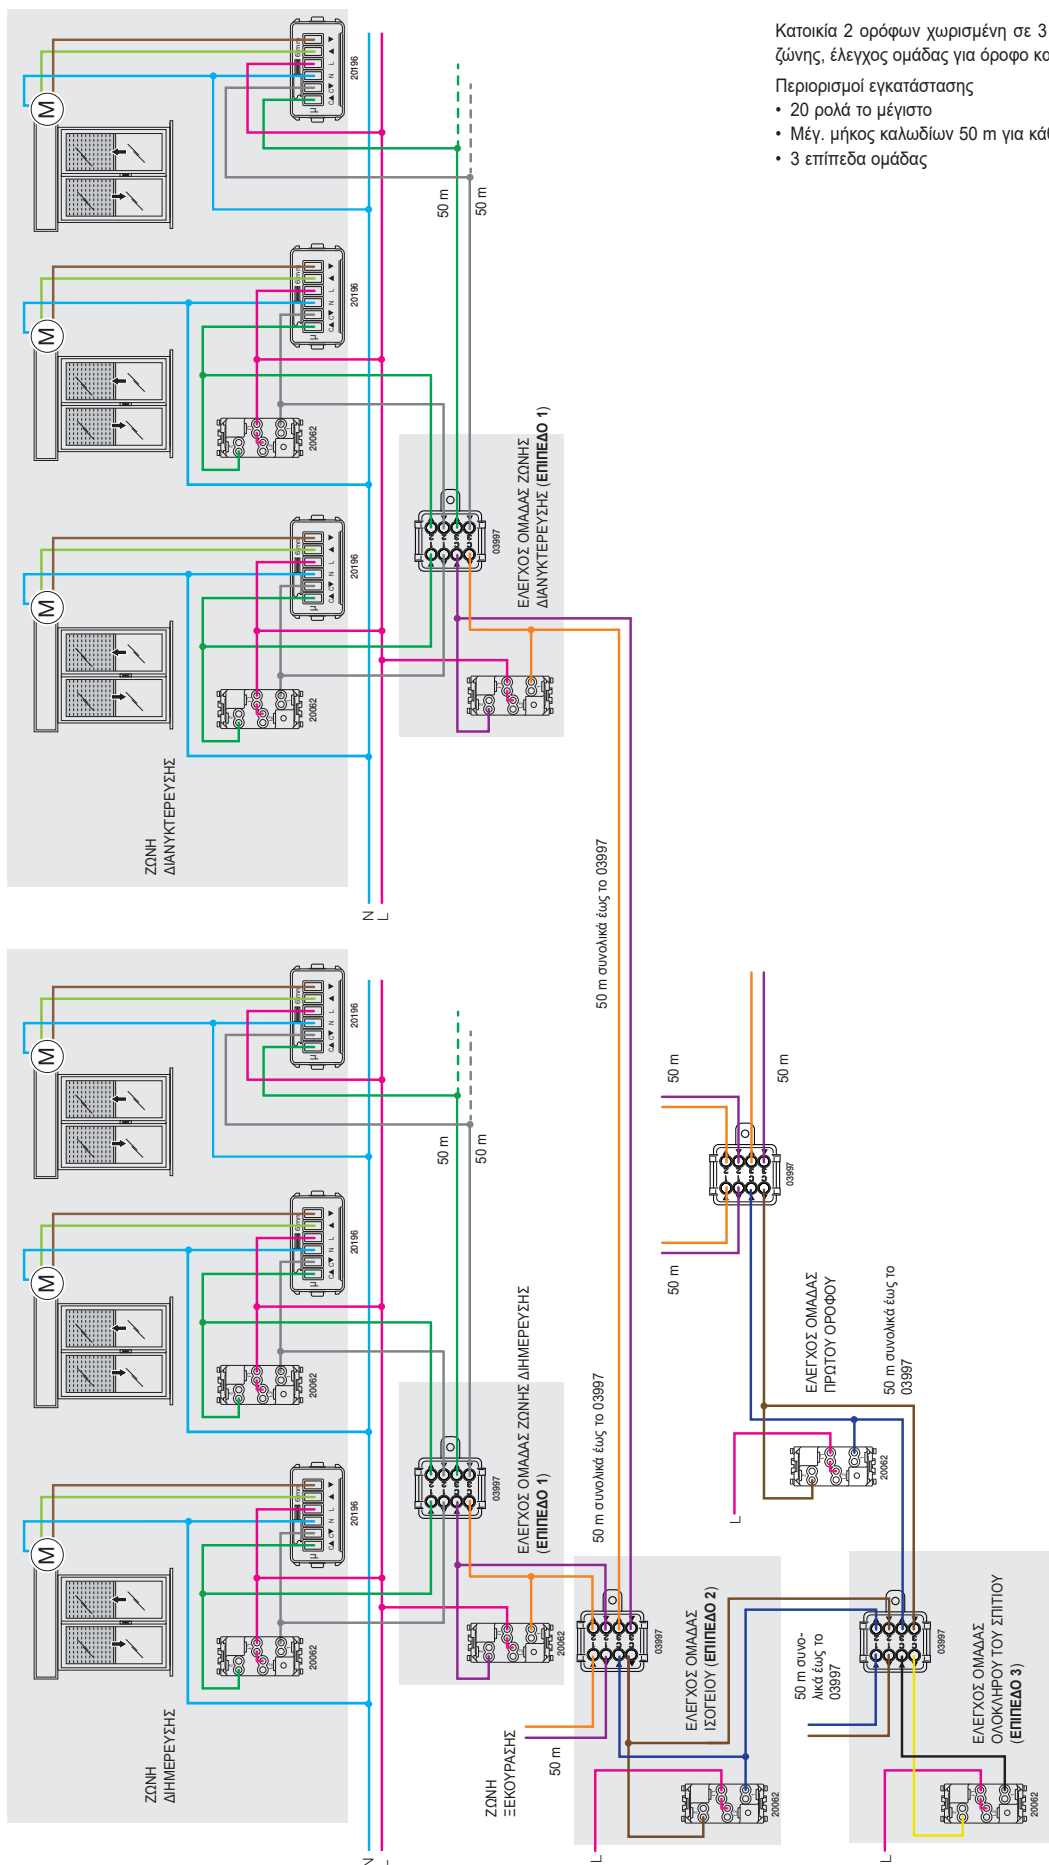 Κατοικία 2 ορόφων χωρισμένη σε 3
ζώνης, έλεγχος ομάδας για όροφο κα
Περιορισμοί εγκατάστασης
• 20 ρολά το μέγιστο
• Μέγ. μήκος καλωδίων 50 m για κάθ
• 3 επίπεδα ομάδας
ΖΩΝΗ
ΔΙΑΝΥΚΤΕΡΕΥΣΗΣ
M
M
M
20196
20196
20196
20062
20062
N
L
50 m
50 m
03997
ΕΛΕΓΧΟΣ ΟΜΑΔΑΣ ΖΩΝΗΣ
ΔΙΑΝΥΚΤΕΡΕΥΣΗΣ (ΕΠΙΠΕΔΟ 1)
50 m συνολικά έως το 03997
ΖΩΝΗ
ΔΙΗΜΕΡΕΥΣΗΣ
M
M
M
20196
20196
20196
20062
20062
N
L
50 m
50 m
03997
20062
ΕΛΕΓΧΟΣ ΟΜΑΔΑΣ ΖΩΝΗΣ ΔΙΗΜΕΡΕΥΣΗΣ
(ΕΠΙΠΕΔΟ 1)
50 m συνολικά έως το 03997
ΖΩΝΗ
ΞΕΚΟΥΡΑΣΗΣ
50 m
L
03997
20062
ΕΛΕΓΧΟΣ ΟΜΑΔΑΣ
ΙΣΟΓΕΙΟΥ (ΕΠΙΠΕΔΟ 2)
50 m
50 m
50 m
03997
ΕΛΕΓΧΟΣ ΟΜΑΔΑΣ
ΠΡΩΤΟΥ ΟΡΟΦΟΥ
L
20062
50 m συνολικά έως το
03997
50 m συνο-
λικά έως το
03997
03997
L
20062
ΕΛΕΓΧΟΣ ΟΜΑΔΑΣ
ΟΛΟΚΛΗΡΟΥ ΤΟΥ ΣΠΙΤΙΟΥ
(ΕΠΙΠΕΔΟ 3)